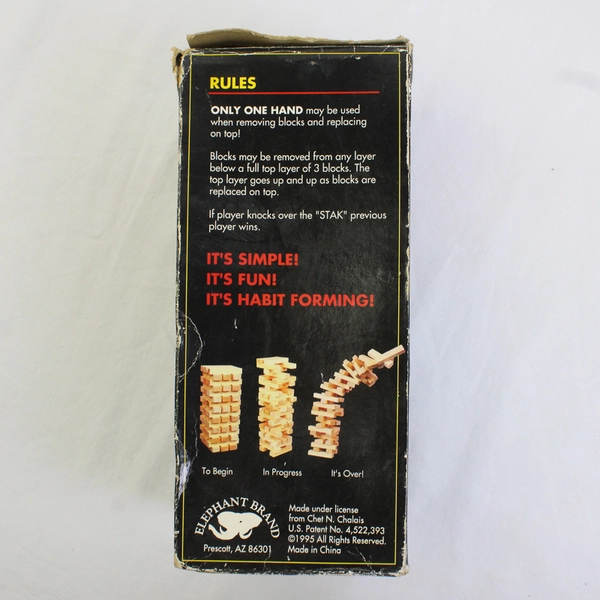 RULES
ONLY ONE HAND may be used
when removing blocks and replacing
on top!
Blocks may be removed from any layer
below a full top layer of 3 blocks. The
top layer goes up and up as blocks are
replaced on top.
If player knocks over the "STAK" previous
player wins.
IT'S SIMPLE!
IT'S FUN!
IT'S HABIT FORMING!
To Begin
In Progress
It's Over!
ELEPHANT BRAND
Prescott, AZ 86301
Made under license
from Chet N. Chalais
U.S. Patent No. 4,522,393
©1995 All Rights Reserved.
Made in China